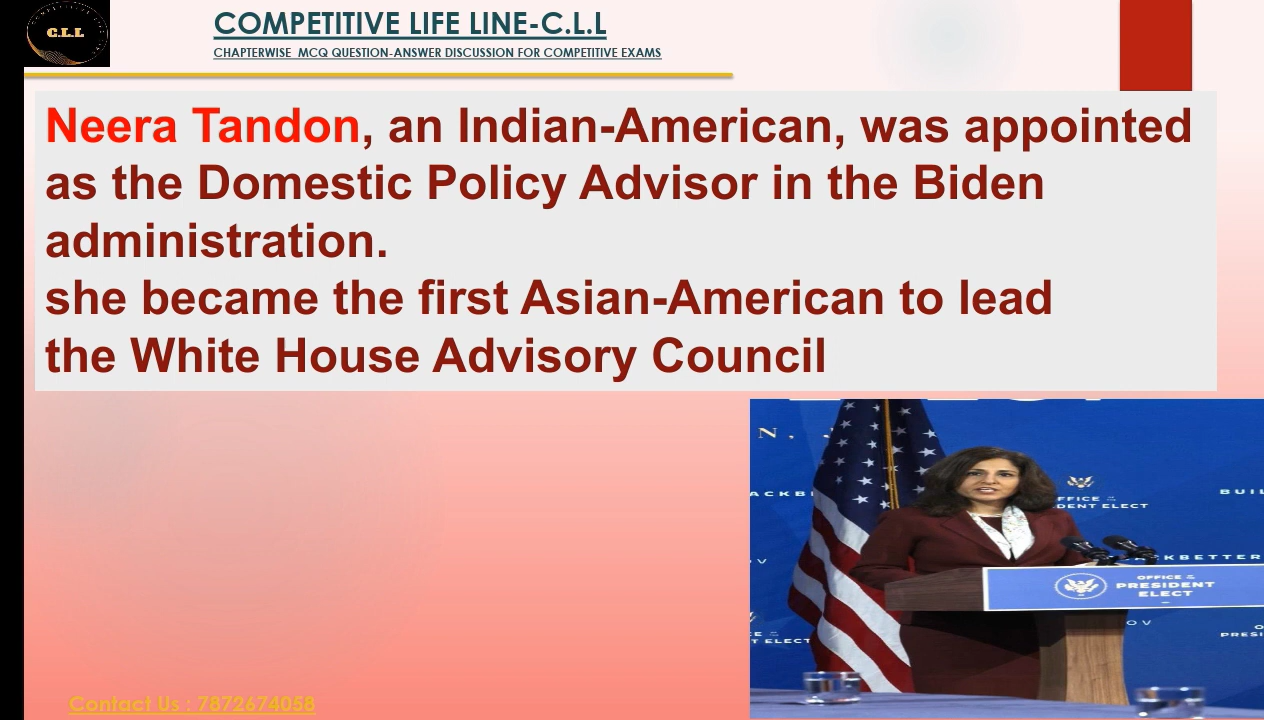 C.L.L
COMPETITIVE LIFE LINE-C.L.L
CHAPTERWISE MCQ QUESTION-ANSWER DISCUSSION FOR COMPETITIVE EXAMS
Neera Tandon, an Indian-American, was appointed
as the Domestic Policy Advisor in the Biden
administration.
she became the first Asian-American to lead
the White House Advisory Council
OFFICE of the
PRESIDENT
ELECT
Contact Us : 7872674058